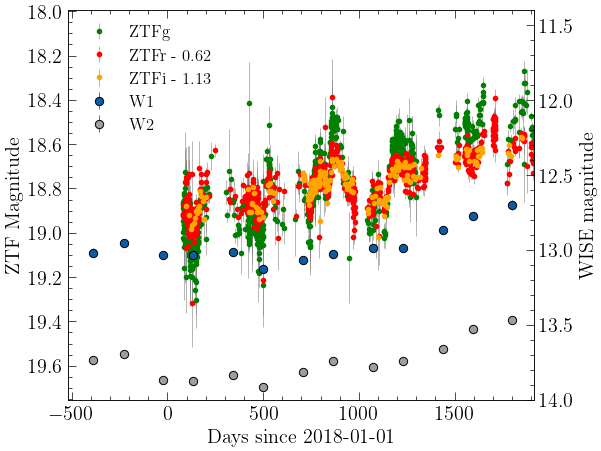 ZTFg
ZTFr - 0.62
ZTFi - 1.13
W1
W2
18.0
18.2
18.4
18.6
18.8
19.0
19.2
19.4
19.6
ZTF Magnitude
11.5
12.0
12.5
13.0
13.5
14.0
WISE magnitude
−500 0 500 1000 1500
Days since 2018-01-01